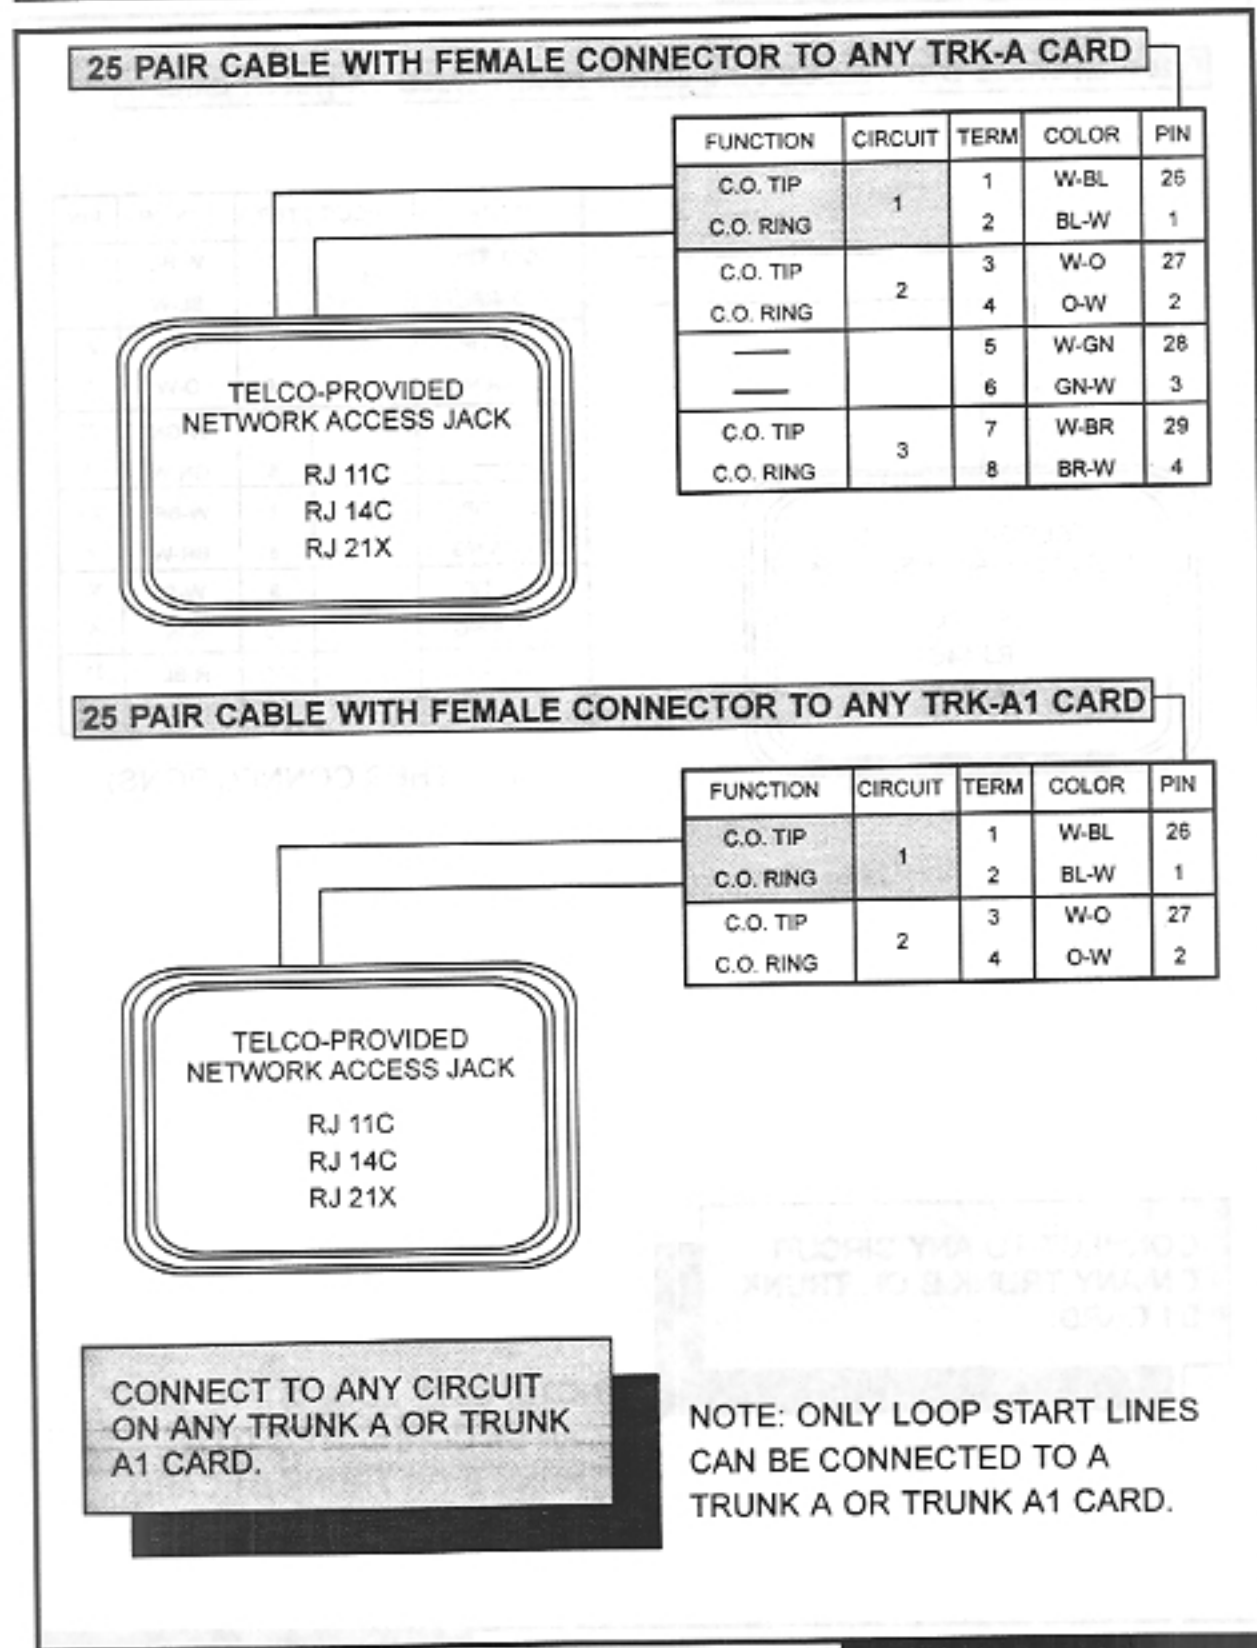 25 PAIR CABLE WITH FEMALE CONNECTOR TO ANY TRK-A CARD
FUNCTION CIRCUIT TERM COLOR PIN
C.O. TIP 1 1 W-BL 26
C.O. RING 2 BL-W 1
C.O. TIP 2 3 W-O 27
C.O. RING 4 O-W 2
— 5 W-GN 28
— 6 GN-W 3
C.O. TIP 3 7 W-BR 29
C.O. RING 8 BR-W 4
TELCO-PROVIDED
NETWORK ACCESS JACK
RJ 11C
RJ 14C
RJ 21X
25 PAIR CABLE WITH FEMALE CONNECTOR TO ANY TRK-A1 CARD
FUNCTION CIRCUIT TERM COLOR PIN
C.O. TIP 1 1 W-BL 26
C.O. RING 2 BL-W 1
C.O. TIP 2 3 W-O 27
C.O. RING 4 O-W 2
TELCO-PROVIDED
NETWORK ACCESS JACK
RJ 11C
RJ 14C
RJ 21X
CONNECT TO ANY CIRCUIT
ON ANY TRUNK A OR TRUNK
A1 CARD.
NOTE: ONLY LOOP START LINES
CAN BE CONNECTED TO A
TRUNK A OR TRUNK A1 CARD.